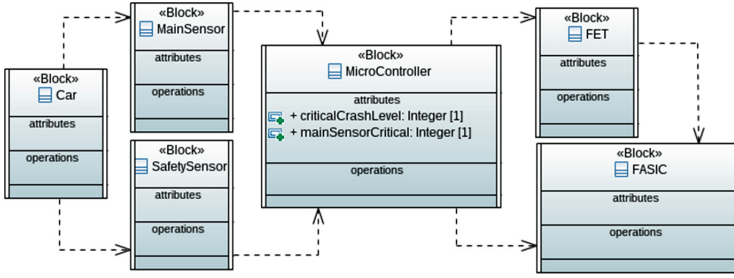 «Block»
Car
attributes
operations
«Block»
MainSensor
attributes
operations
«Block»
SafetySensor
attributes
operations
«Block»
MicroController
attributes
+ criticalCrashLevel: Integer [1]
+ mainSensorCritical: Integer [1]
operations
«Block»
FET
attributes
operations
«Block»
FASIC
attributes
operations